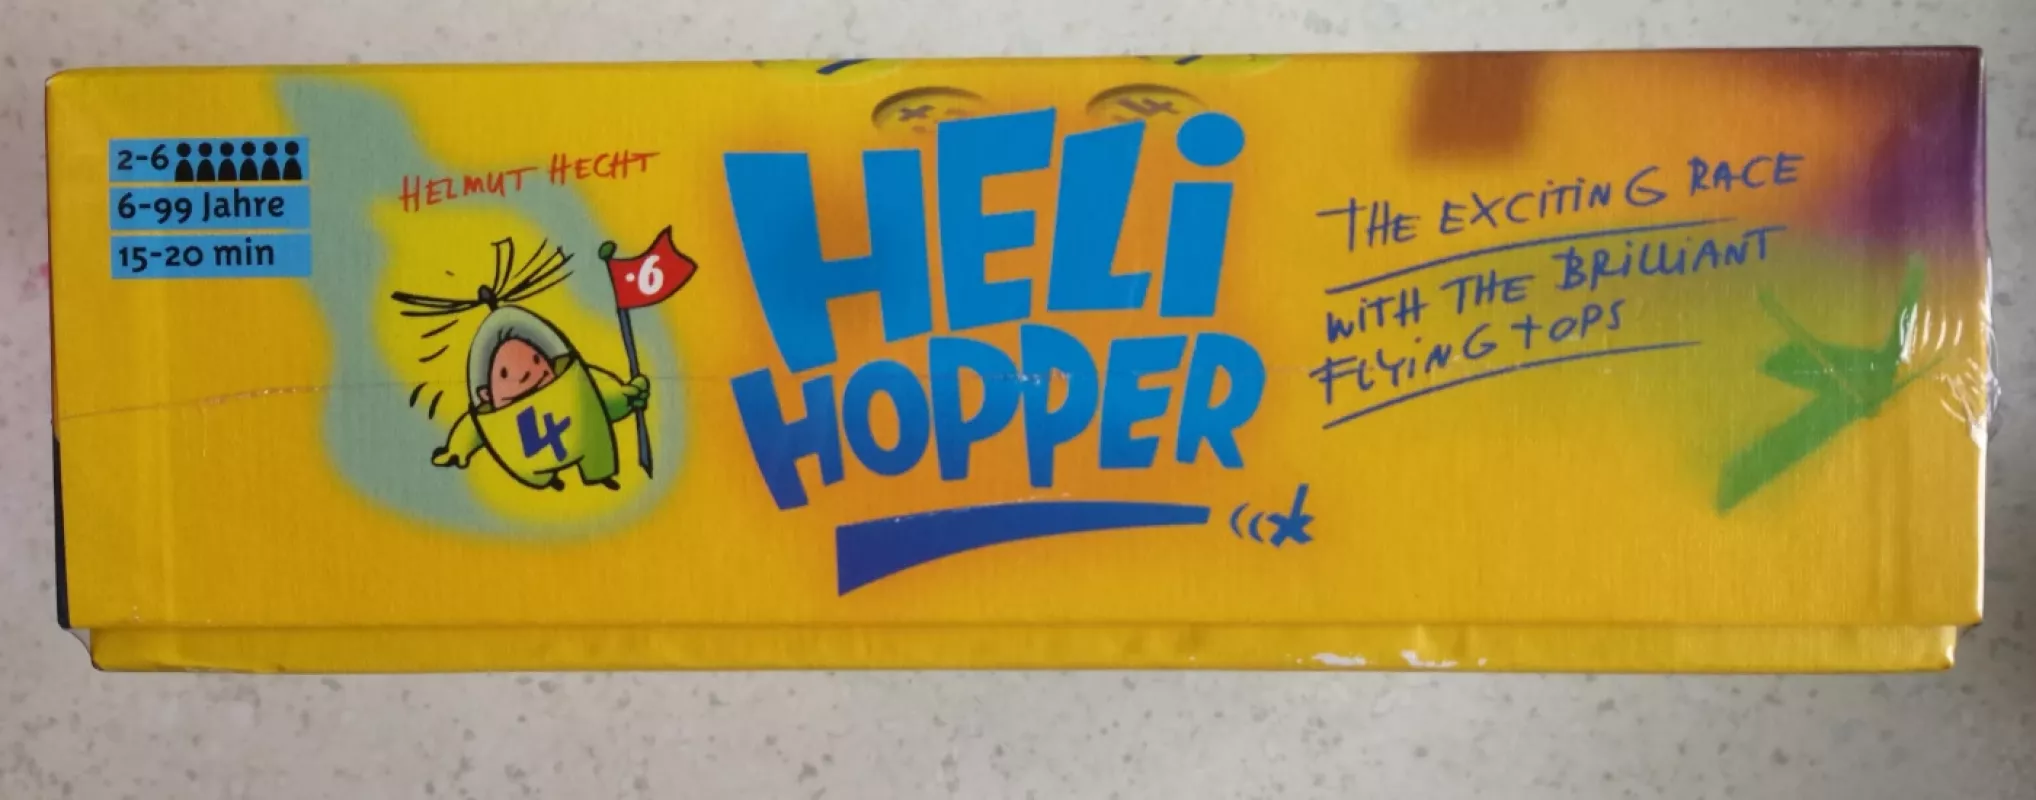 2-6
6-99 Jahre
15-20 min
HELMUT HECHT
·6
4
HELi
HOPPER
4
THE EXCiTiNG RACE
WiTH THE BRiLLiANT
FLYiNG tOPS